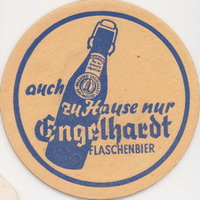 auch
zu Hause nur
Engelhardt
FLASCHENBIER